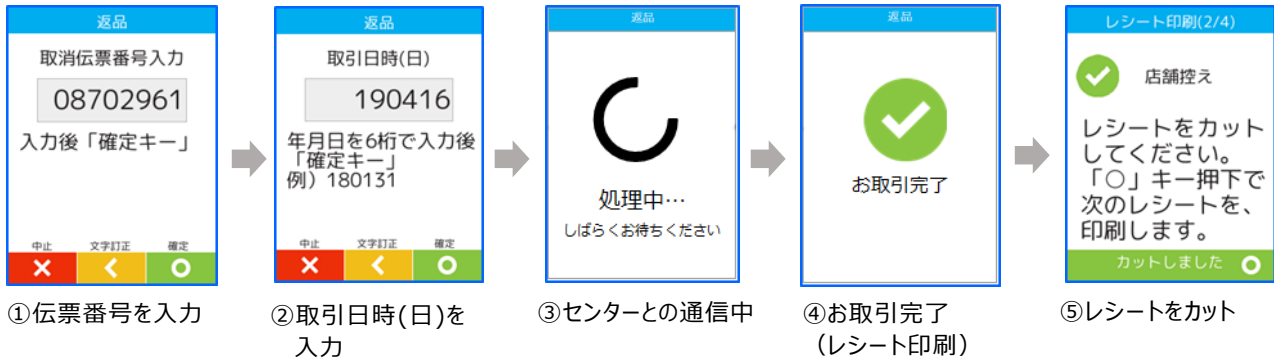 返品
取消伝票番号入力
08702961
入力後「確定キー」
中止 文字訂正 確定
①伝票番号を入力
返品
取引日時(日)
190416
年月日を6桁で入力後
「確定キー」
例）180131
中止 文字訂正 確定
②取引日時(日)を
入力
返品
処理中…
しばらくお待ちください
③センターとの通信中
返品
お取引完了
④お取引完了
（レシート印刷）
レシート印刷(2/4)
店舗控え
レシートをカット
してください。
「○」キー押下で
次のレシートを、
印刷します。
カットしました
⑤レシートをカット